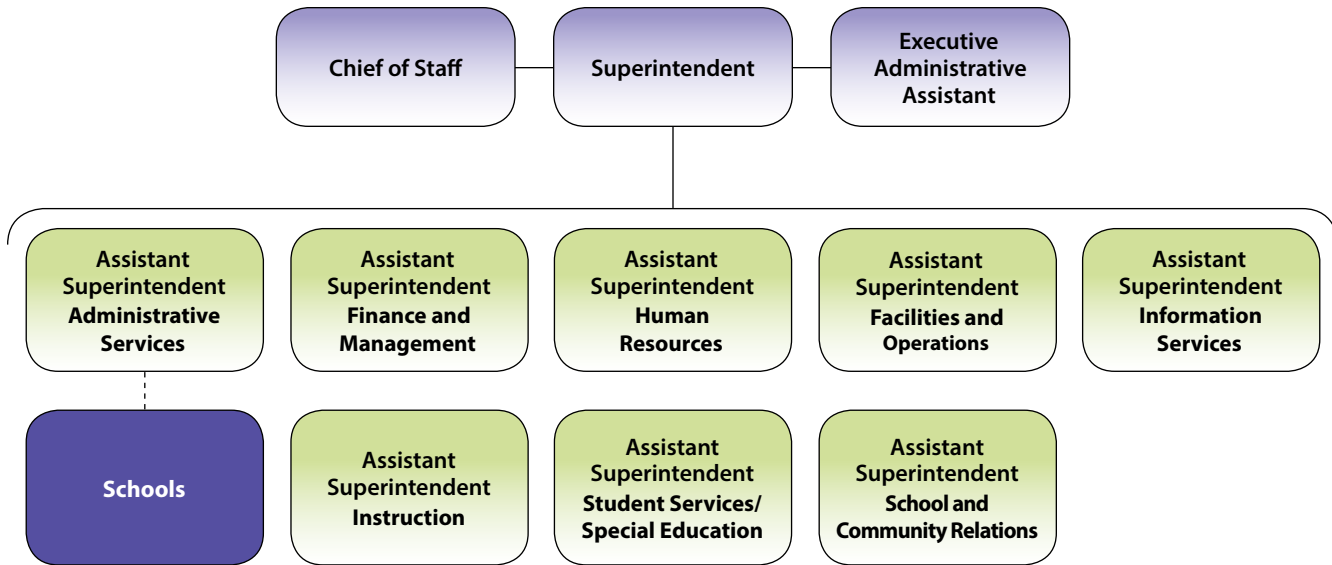 Chief of Staff
Superintendent
Executive
Administrative
Assistant
Assistant
Superintendent
Administrative
Services
Assistant
Superintendent
Finance and
Management
Assistant
Superintendent
Human
Resources
Assistant
Superintendent
Facilities and
Operations
Assistant
Superintendent
Information
Services
Schools
Assistant
Superintendent
Instruction
Assistant
Superintendent
Student Services/
Special Education
Assistant
Superintendent
School and
Community Relations